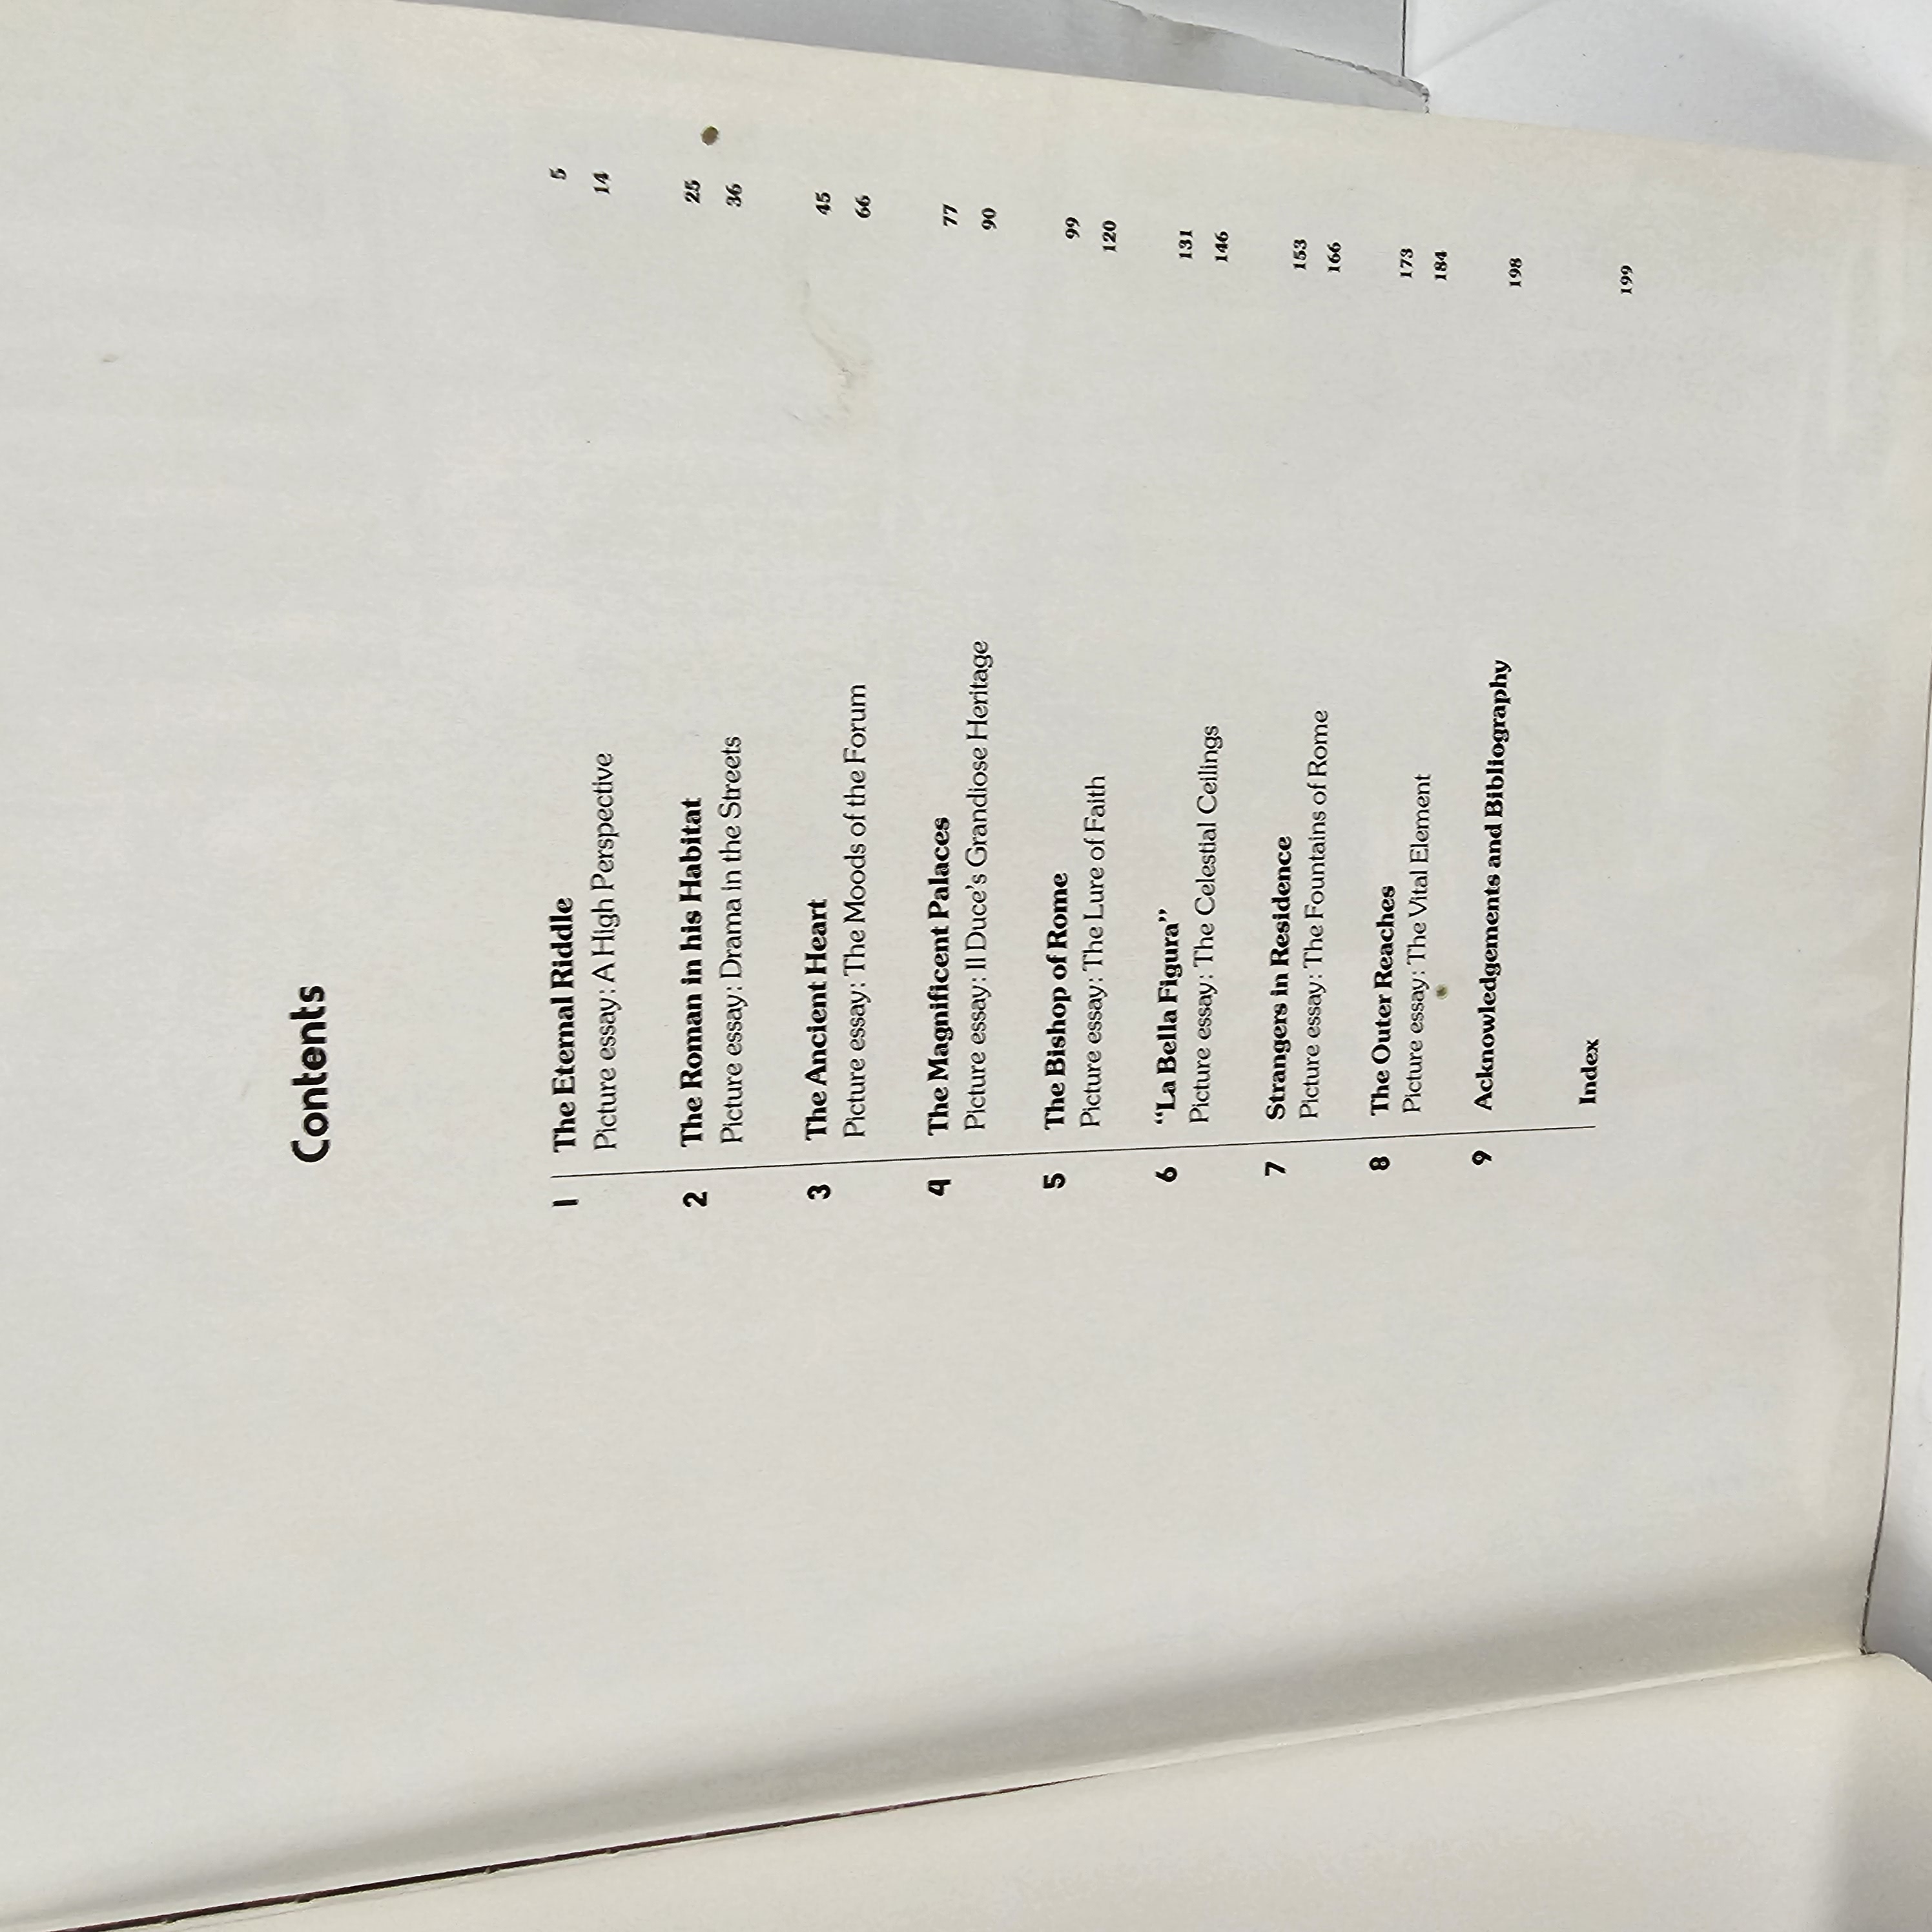 Contents
1 The Eternal Riddle 5
Picture essay: A High Perspective 14
2 The Roman in his Habitat 25
Picture essay: Drama in the Streets 36
3 The Ancient Heart 45
Picture essay: The Moods of the Forum 66
4 The Magnificent Palaces 77
Picture essay: Il Duce's Grandiose Heritage 90
5 The Bishop of Rome 99
Picture essay: The Lure of Faith 120
6 “La Bella Figura” 131
Picture essay: The Celestial Ceilings 146
7 Strangers in Residence 153
Picture essay: The Fountains of Rome 166
8 The Outer Reaches 173
Picture essay: The Vital Element 184
9 Acknowledgements and Bibliography 198
Index 199